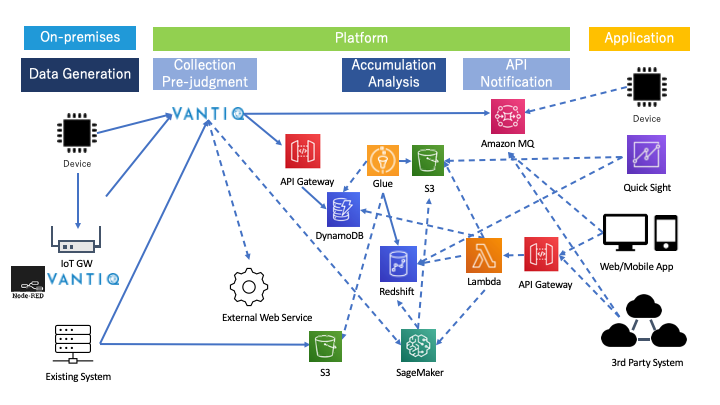 On-premises
Platform
Application
Data Generation
Collection
Pre-judgment
Accumulation
Analysis
API
Notification
VANTIQ
Device
Device
Amazon MQ
API Gateway
Glue
S3
Quick Sight
DynamoDB
IoT GW
Node-RED
VANTIQ
Redshift
Lambda
API Gateway
Web/Mobile App
External Web Service
S3
SageMaker
Existing System
3rd Party System